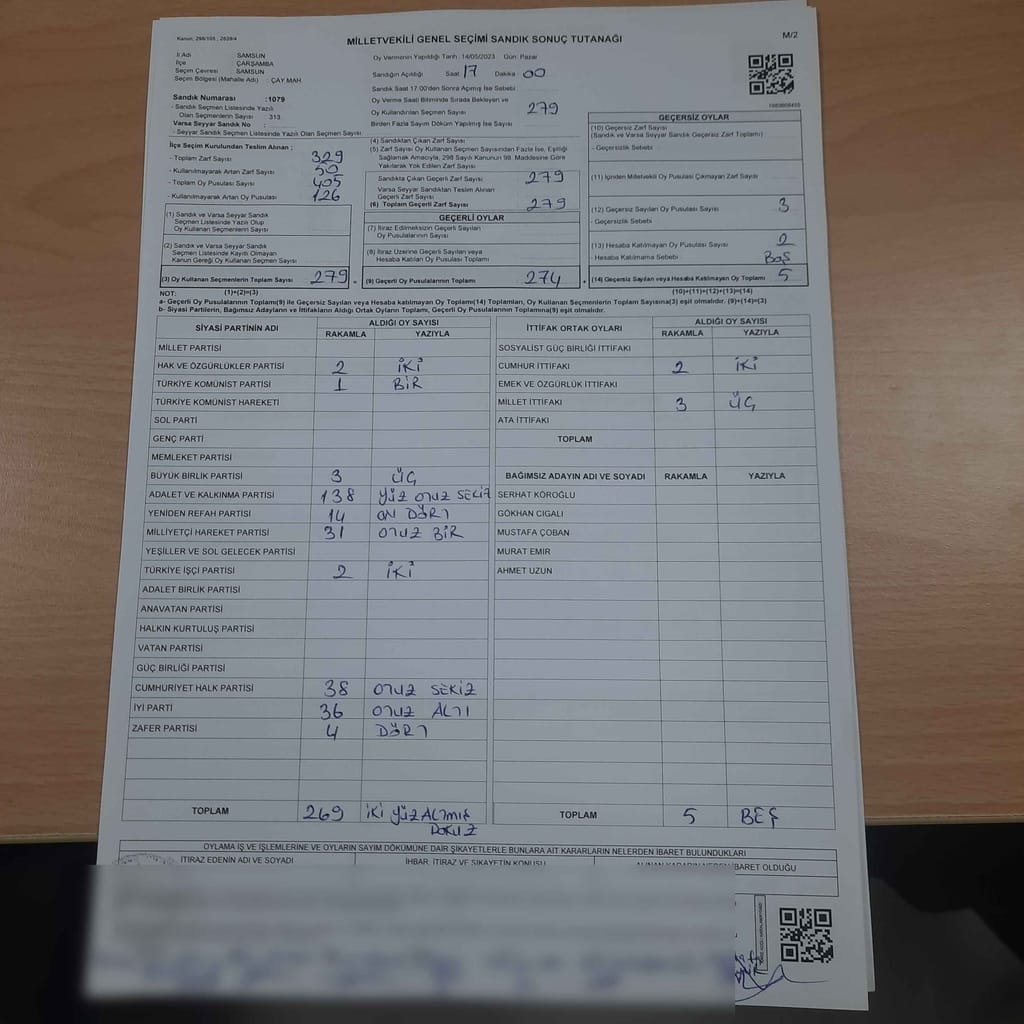 Kanun: 298/105 , 2839/4
MİLLETVEKİLİ GENEL SEÇİMİ SANDIK SONUÇ TUTANAĞI
M/2
İl Adı : SAMSUN
İlçe : ÇARŞAMBA
Seçim Çevresi : SAMSUN
Seçim Bölgesi (Mahalle Adı) : ÇAY MAH.
Oy Vermenin Yapıldığı Tarih : 14/05/2023 Gün: Pazar
Sandığın Açıldığı Saat 17 Dakika 00
Sandık Saat 17:00'den Sonra Açılmış İse Sebebi :
Oy Verme Saati Bitiminde Sırada Bekleyen ve
Oy Kullandırılan Seçmen Sayısı 279
Birden Fazla Sayım Döküm Yapılmış İse Sayısı :
Sandık Numarası :1079
- Sandık Seçmen Listesinde Yazılı
Olan Seçmenlerin Sayısı 313
Varsa Seyyar Sandık No :
- Seyyar Sandık Seçmen Listesinde Yazılı Olan Seçmen Sayısı
İlçe Seçim Kurulundan Teslim Alınan ;
- Toplam Zarf Sayısı 329
- Kullanılmayarak Artan Zarf Sayısı 50
- Toplam Oy Pusulası Sayısı 405
- Kullanılmayarak Artan Oy Pusulası 126
(1) Sandık ve Varsa Seyyar Sandık
Seçmen Listesinde Yazılı Olup
Oy Kullanan Seçmen Sayısı
(2) Sandık ve Varsa Seyyar Sandık
Seçmen Listesinde Kayıtlı Olmayan
Kanun Gereği Oy Kullanan Seçmen Sayısı
(3) Oy Kullanan Seçmenlerin Toplam Sayısı 279
(1)+(2)=(3)
(4) Sandıktan Çıkan Zarf Sayısı
(5) Zarf Sayısı Oy Kullanan Seçmen Sayısından Fazla İse, Eşitliği
Sağlamak Amacıyla, 298 Sayılı Kanunun 98. Maddesine Göre
Yakılarak Yok Edilen Zarf Sayısı
Sandıkta Çıkan Geçerli Zarf Sayısı 279
Varsa Seyyar Sandıktan Teslim Alınan
Geçerli Zarf Sayısı
(6) Toplam Geçerli Zarf Sayısı 279
GEÇERLİ OYLAR
(7) İtiraz Edilmeksizin Geçerli Sayılan
Oy Pusulalarının Sayısı
(8) İtiraz Üzerine Geçerli Sayılan veya
Hesaba Katılan Oy Pusulası Toplamı
(9) Geçerli Oy Pusulalarının Toplamı 274
GEÇERSİZ OYLAR
(10) Geçersiz Zarf Sayısı
(Sandık ve Varsa Seyyar Sandık Geçersiz Zarf Toplamı)
- Geçersizlik Sebebi
(11) İçinden Milletvekili Oy Pusulası Çıkmayan Zarf Sayısı
(12) Geçersiz Sayılan Oy Pusulası Sayısı 3
- Geçersizlik Sebebi
(13) Hesaba Katılmayan Oy Pusulası Sayısı 2
- Hesaba Katılmama Sebebi BOŞ
(14) Geçersiz Sayılan veya Hesaba Katılmayan Oy Toplamı 5
(10)+(11)+(12)+(13)=(14)
NOT:
a- Geçerli Oy Pusulalarının Toplamı(9) ile Geçersiz Sayılan veya Hesaba katılmayan Oy Toplam(14) Toplamları, Oy Kullanan Seçmenlerin Toplam Sayısına(3) eşit olmalıdır. (9)+(14)=(3)
b- Siyasi Partilerin, Bağımsız Adayların ve İttifakların Aldığı Ortak Oyların Toplamı, Geçerli Oy Pusulalarının Toplamına(9) eşit olmalıdır.
SİYASİ PARTİNİN ADI ALDIĞI OY SAYISI
RAKAMLA YAZIYLA
MİLLET PARTİSİ
HAK VE ÖZGÜRLÜKLER PARTİSİ 2 İKİ
TÜRKİYE KOMÜNİST PARTİSİ 1 BİR
TÜRKİYE KOMÜNİST HAREKETİ
SOL PARTİ
GENÇ PARTİ
MEMLEKET PARTİSİ
BÜYÜK BİRLİK PARTİSİ 3 ÜÇ
ADALET VE KALKINMA PARTİSİ 138 YÜZ OTUZ SEKİZ
YENİDEN REFAH PARTİSİ 14 ON DÖRT
MİLLİYETÇİ HAREKET PARTİSİ 31 OTUZ BİR
YEŞİLLER VE SOL GELECEK PARTİSİ
TÜRKİYE İŞÇİ PARTİSİ 2 İKİ
ADALET BİRLİK PARTİSİ
ANAVATAN PARTİSİ
HALKIN KURTULUŞ PARTİSİ
VATAN PARTİSİ
GÜÇ BİRLİĞİ PARTİSİ
CUMHURİYET HALK PARTİSİ 38 OTUZ SEKİZ
İYİ PARTİ 36 OTUZ ALTI
ZAFER PARTİSİ 4 DÖRT
TOPLAM 269 İKİ YÜZ ALTMIŞ
DOKUZ
İTTİFAK ORTAK OYLARI ALDIĞI OY SAYISI
RAKAMLA YAZIYLA
SOSYALİST GÜÇ BİRLİĞİ İTTİFAKI
CUMHUR İTTİFAKI 2 İKİ
EMEK VE ÖZGÜRLÜK İTTİFAKI
MİLLET İTTİFAKI 3 ÜÇ
ATA İTTİFAKI
TOPLAM
BAĞIMSIZ ADAYIN ADI VE SOYADI RAKAMLA YAZIYLA
SERHAT KÖROĞLU
GÖKHAN CIGALI
MUSTAFA ÇOBAN
MURAT EMİR
AHMET UZUN
TOPLAM 5 BEŞ
OYLAMA İŞ VE İŞLEMLERİNE VE OYLARIN SAYIM DÖKÜMÜNE DAİR ŞİKAYETLERLE BUNLARA AİT KARARLARIN NELERDEN İBARET BULUNDUKLARI
İTİRAZ EDENİN ADI VE SOYADI İHBAR, İTİRAZ VE ŞİKAYETİN KONUSU ALINAN KARARIN NEDEN İBARET OLDUĞU